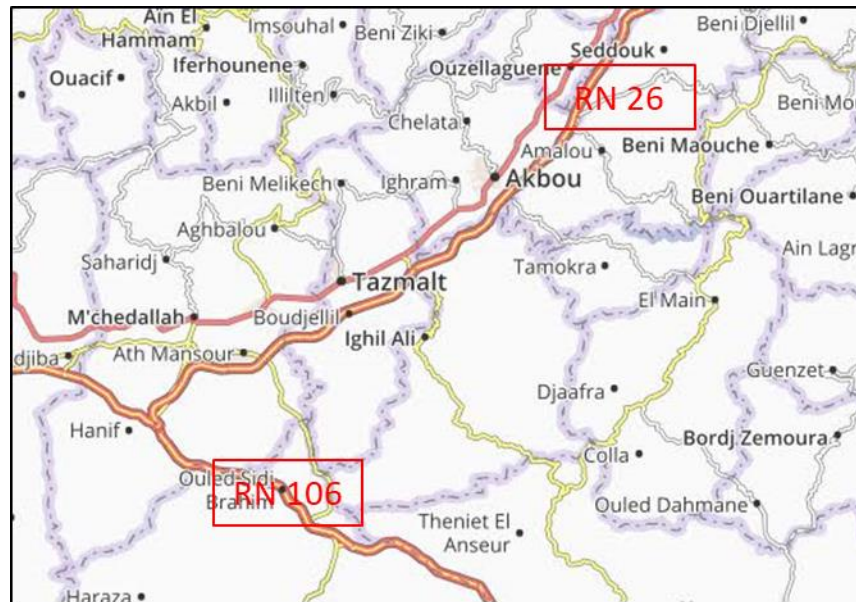 Aïn El
Hammam
Imsouhal
Beni Ziki
Beni Djellil
Seddouk
Ouzellaguene
Iferhounene
Ouacif
RN 26
Akbil
Illilten
Chelata
Beni Mo
Amalou
Beni Maouche
Beni Melikech
Ighram
Akbou
Beni Ouartilane
Aghbalou
Ain Lagr
Saharidj
Tamokra
Tazmalt
El Main
M'chedallah
Boudjellil
Ighil Ali
djiba
Ath Mansour
Guenzet
Djaafra
Hanif
Bordj Zemoura
Colla
Ouled Sidi
Brahim
RN 106
Ouled Dahmane
Theniet El
Anseur
Haraza